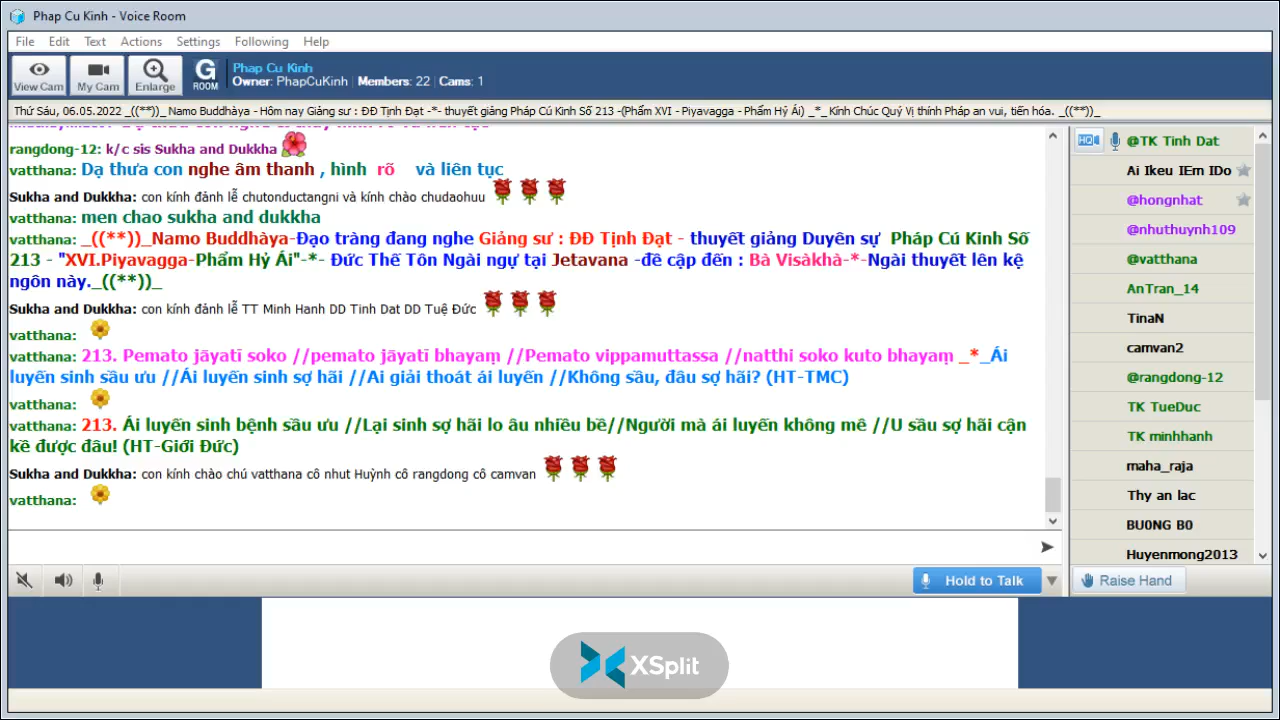 Phap Cu Kinh - Voice Room
File Edit Text Actions Settings Following Help
View Cam My Cam Enlarge G ROOM
Phap Cu Kinh
Owner: PhapCuKinh Members: 22 Cams: 1
Thứ Sáu, 06.05.2022 _((**))_ Namo Buddhàya - Hôm nay Giảng sư : ĐĐ Tịnh Đạt -*- thuyết giảng Pháp Cú Kinh Số 213 -(Phẩm XVI - Piyavagga - Phẩm Hỷ Ái) _*_ Kính Chúc Quý Vị thính Pháp an vui, tiến hóa. _((**))_
rangdong-12: k/c sis Sukha and Dukkha
vatthana: Dạ thưa con nghe âm thanh , hình rõ và liên tục
Sukha and Dukkha: con kính đảnh lễ chutonductangni và kính chào chudaohuu
vatthana: men chao sukha and dukkha
vatthana: _((**))_Namo Buddhàya-Đạo tràng đang nghe Giảng sư : ĐĐ Tịnh Đạt - thuyết giảng Duyên sự Pháp Cú Kinh Số
213 - "XVI.Piyavagga-Phẩm Hỷ Ái"-*- Đức Thế Tôn Ngài ngự tại Jetavana -đề cập đến : Bà Visàkhà-*-Ngài thuyết lên kệ
ngôn này._((**))_
Sukha and Dukkha: con kính đảnh lễ TT Minh Hanh DD Tinh Dat DD Tuệ Đức
vatthana:
vatthana: 213. Pemato jāyatī soko //pemato jāyatī bhayaṃ //Pemato vippamuttassa //natthi soko kuto bhayaṃ _*_Ái
luyến sinh sầu ưu //Ái luyến sinh sợ hãi //Ai giải thoát ái luyến //Không sầu, đâu sợ hãi? (HT-TMC)
vatthana:
vatthana: 213. Ái luyến sinh bệnh sầu ưu //Lại sinh sợ hãi lo âu nhiều bề//Người mà ái luyến không mê //U sầu sợ hãi cận
kề được đâu! (HT-Giới Đức)
Sukha and Dukkha: con kính chào chú vatthana cô nhut Huỳnh cô rangdong cô camvan
vatthana:
@TK Tinh Dat
Ai Ikeu IEm IDo
@hongnhat
@nhuthuynh109
@vatthana
AnTran_14
TinaN
camvan2
@rangdong-12
TK TueDuc
TK minhhanh
maha_raja
Thy an lac
BU0NG B0
Huyenmong2013
Hold to Talk
Raise Hand
XSplit